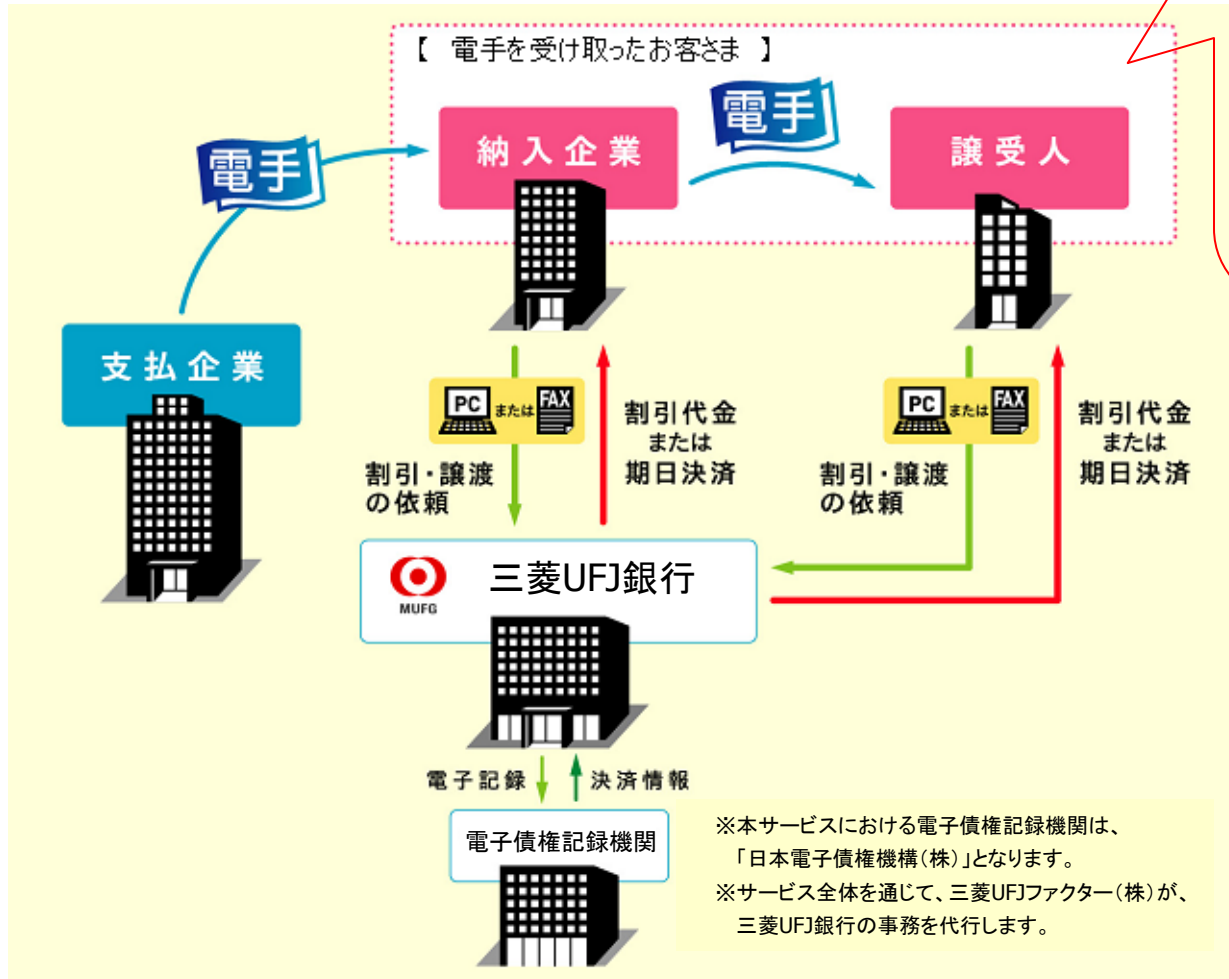 【 電手を受け取ったお客さま 】
電手
納入企業
電手
譲受人
支払企業
PC または FAX
割引・譲渡
の依頼
割引代金
または
期日決済
PC または FAX
割引・譲渡
の依頼
割引代金
または
期日決済
MUFG
三菱UFJ銀行
電子記録
決済情報
電子債権記録機関
※本サービスにおける電子債権記録機関は、
「日本電子債権機構(株)」となります。
※サービス全体を通じて、三菱UFJファクター(株)が、
三菱UFJ銀行の事務を代行します。